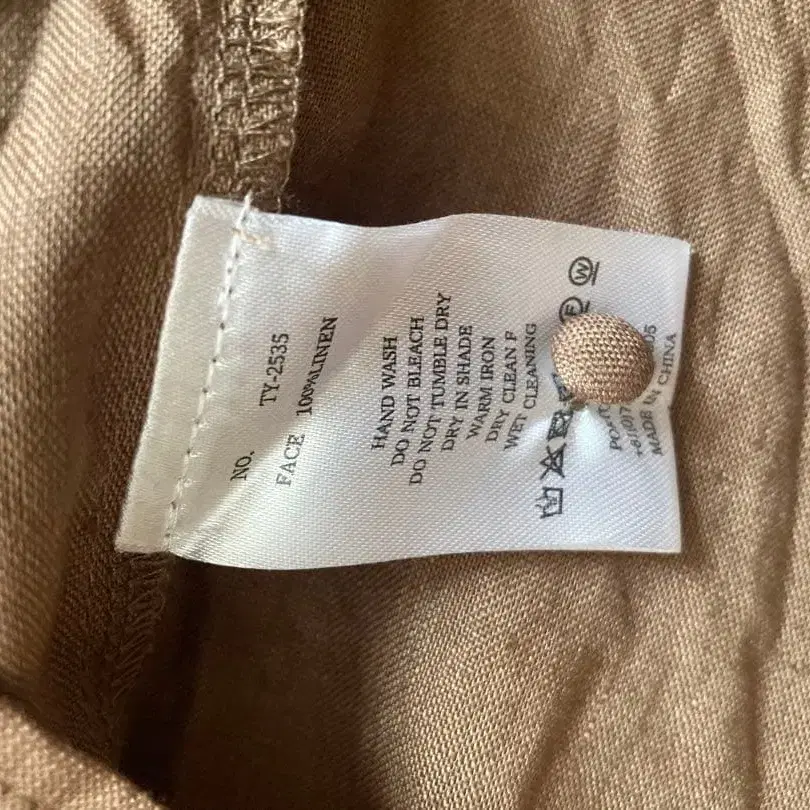 NO. TY-2535
FACE 100%LINEN
HAND WASH
DO NOT BLEACH
DO NOT TUMBLE DRY
DRY IN SHADE
WARM IRON
DRY CLEAN F
WET CLEANING
W
MADE IN CHINA